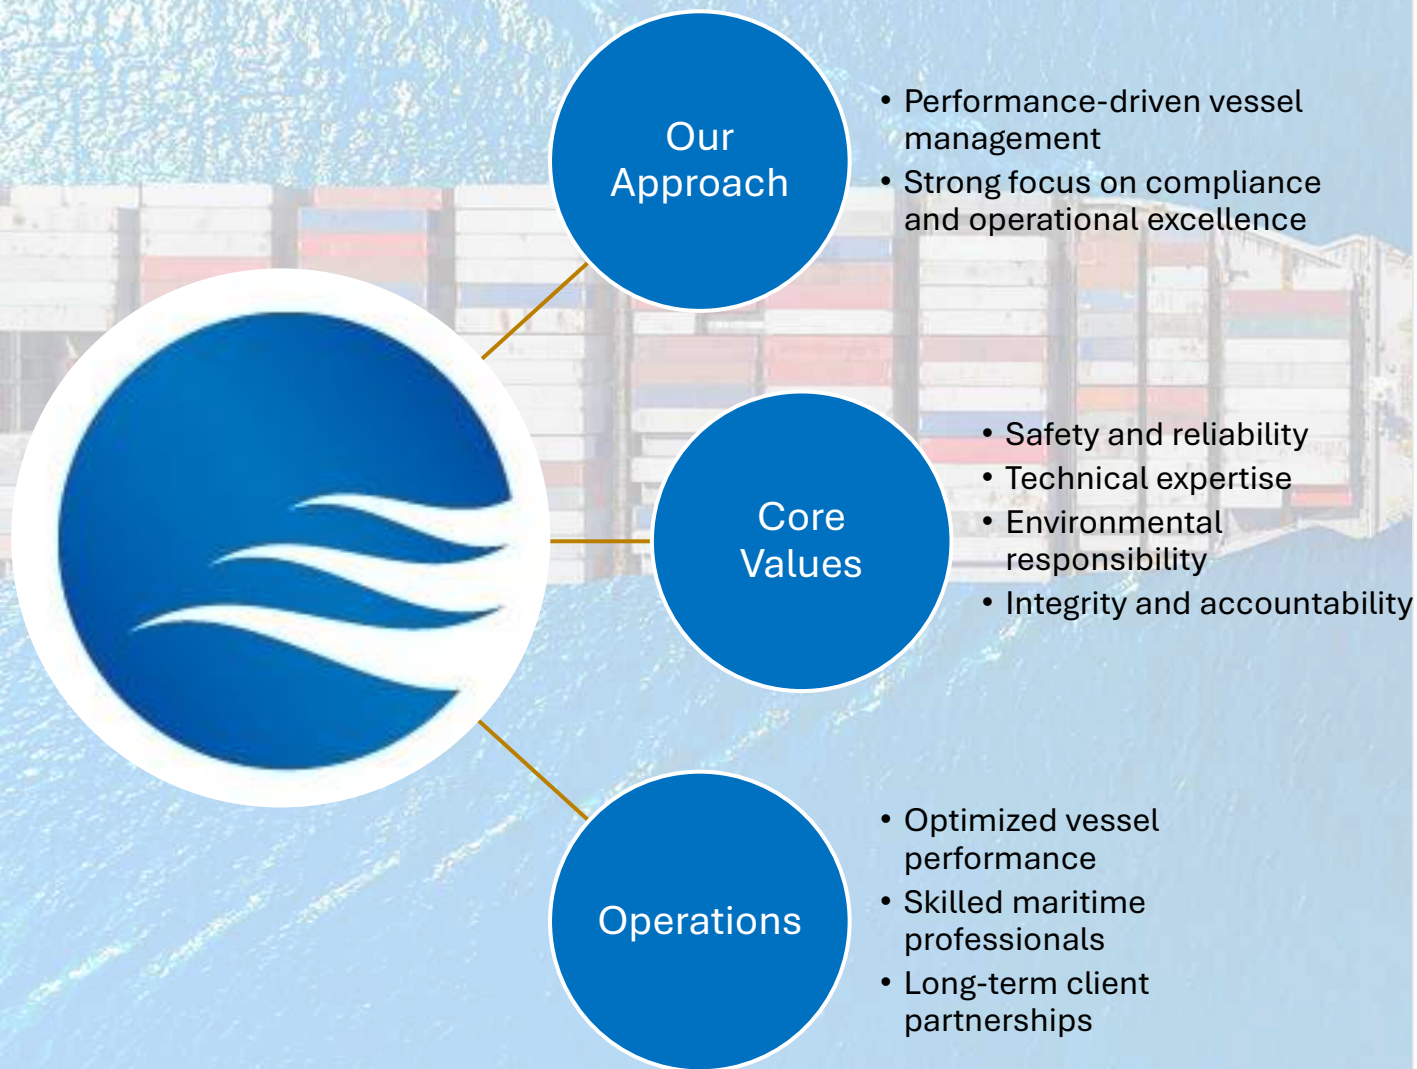 Our
Approach
• Performance-driven vessel
management
• Strong focus on compliance
and operational excellence
Core
Values
• Safety and reliability
• Technical expertise
• Environmental
responsibility
• Integrity and accountability
Operations
• Optimized vessel
performance
• Skilled maritime
professionals
• Long-term client
partnerships